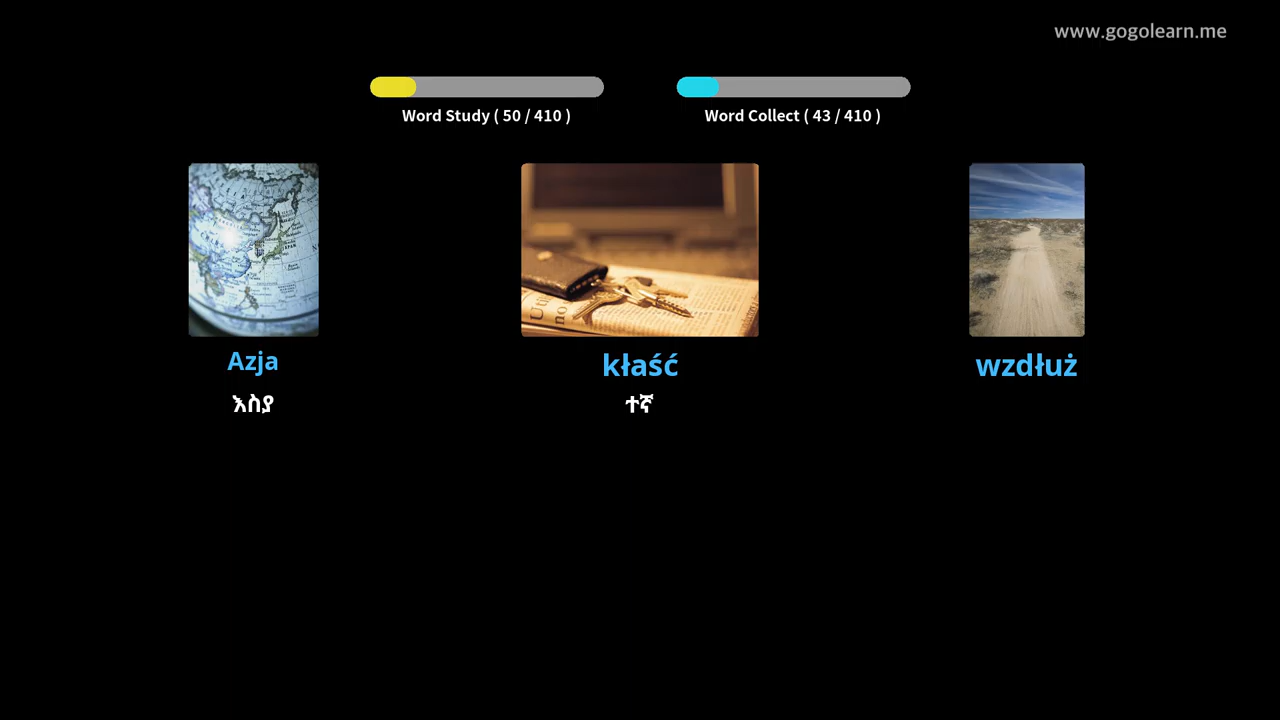 www.gogolearn.me
Word Study ( 50 / 410 )
Word Collect ( 43 / 410 )
Azja
kłaść
wzdłuż
እስያ
ተኛ